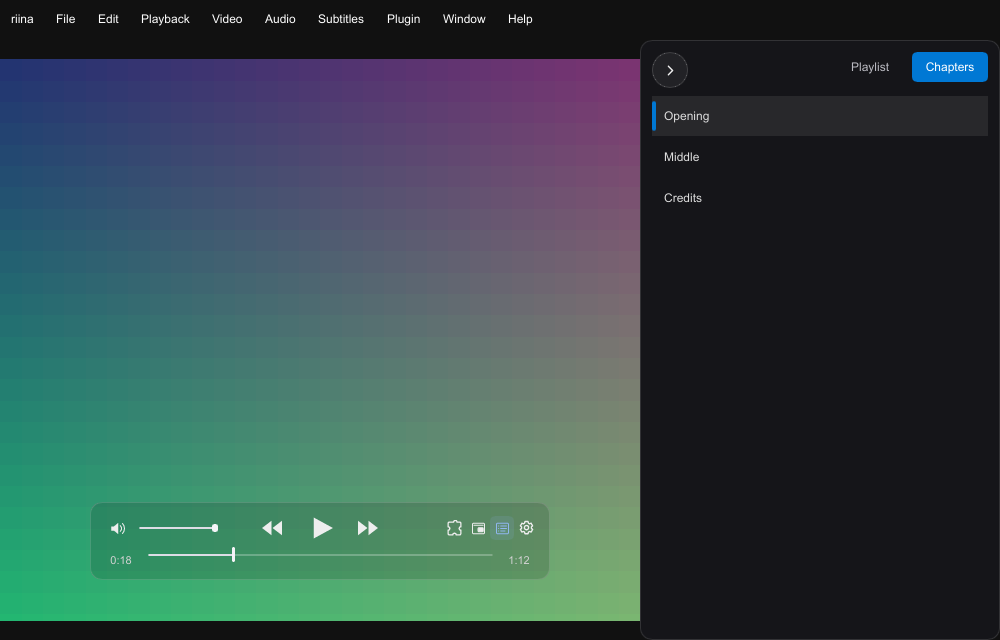 riina File Edit Playback Video Audio Subtitles Plugin Window Help
Playlist Chapters
Opening
Middle
Credits
0:18 1:12